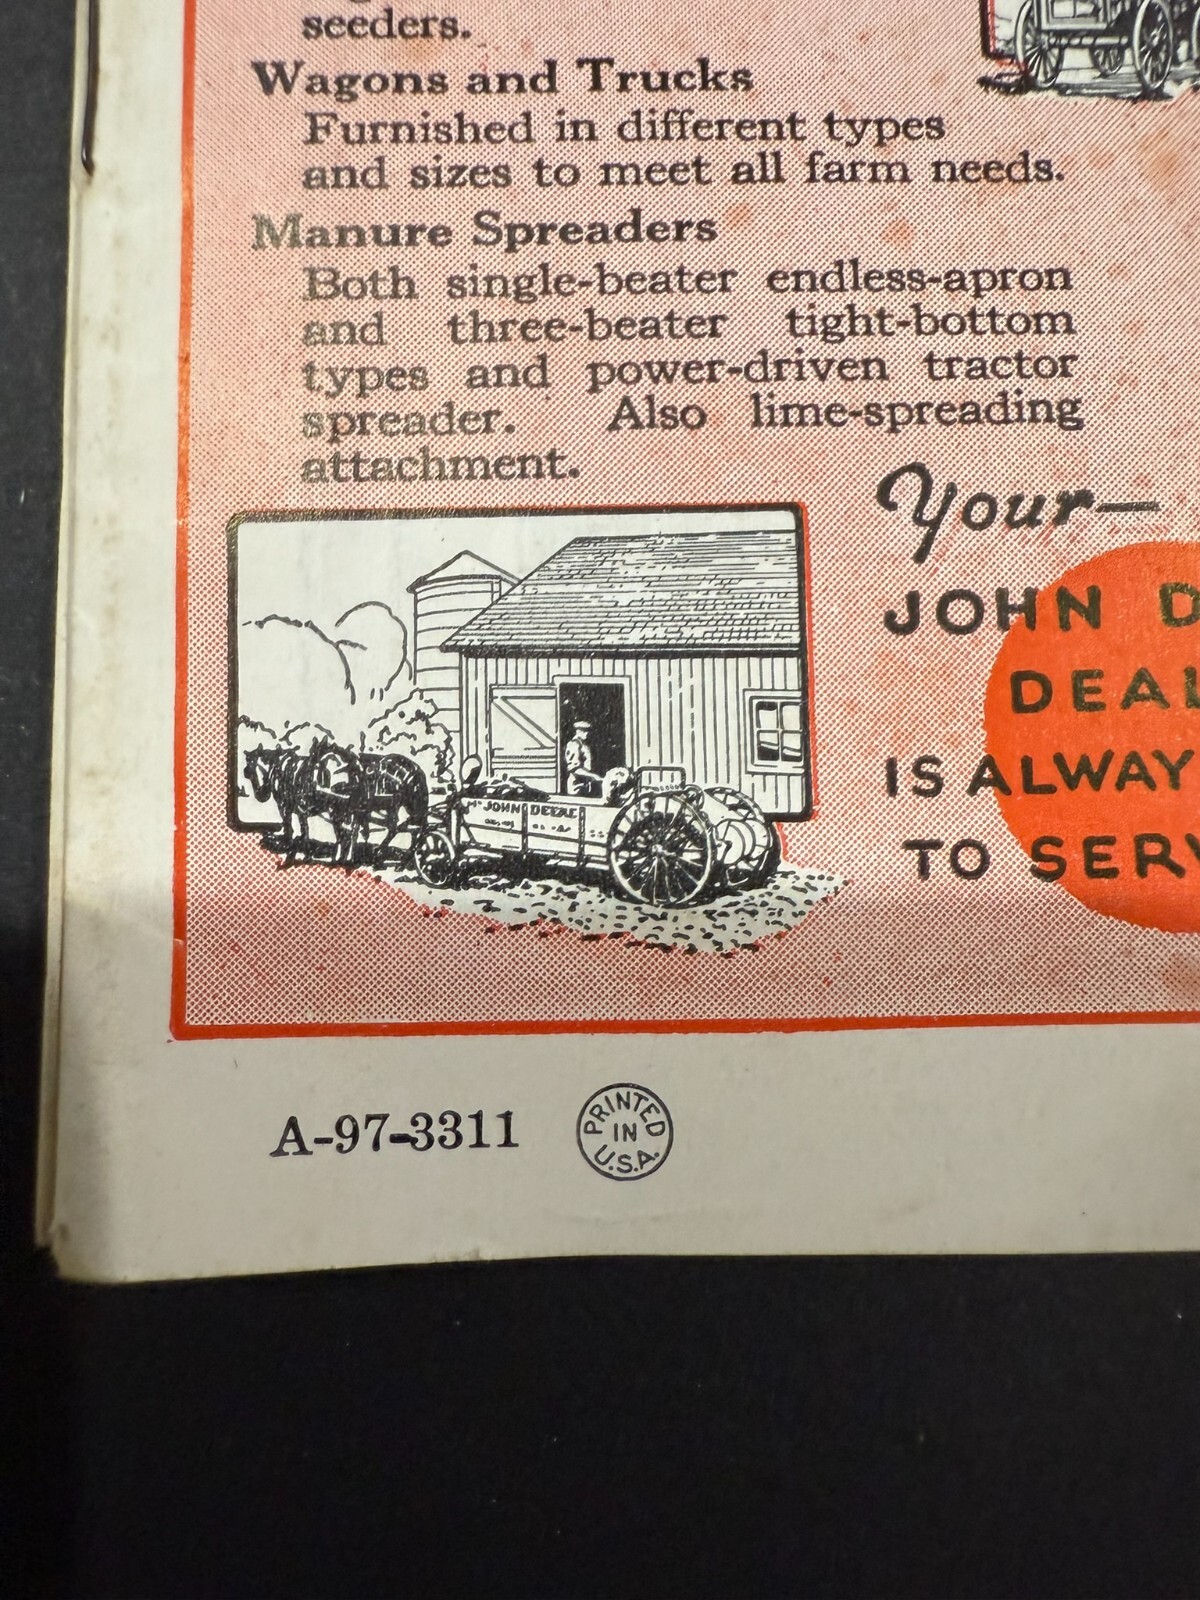 seeders.
Wagons and Trucks
Furnished in different types
and sizes to meet all farm needs.
Manure Spreaders
Both single-beater endless-apron
and three-beater tight-bottom
types and power-driven tractor
spreader. Also lime-spreading
attachment.
Your—
JOHN D
DEAL
IS ALWAY
TO SERV
JOHN DEERE
A-97-3311
PRINTED
IN
U.S.A.